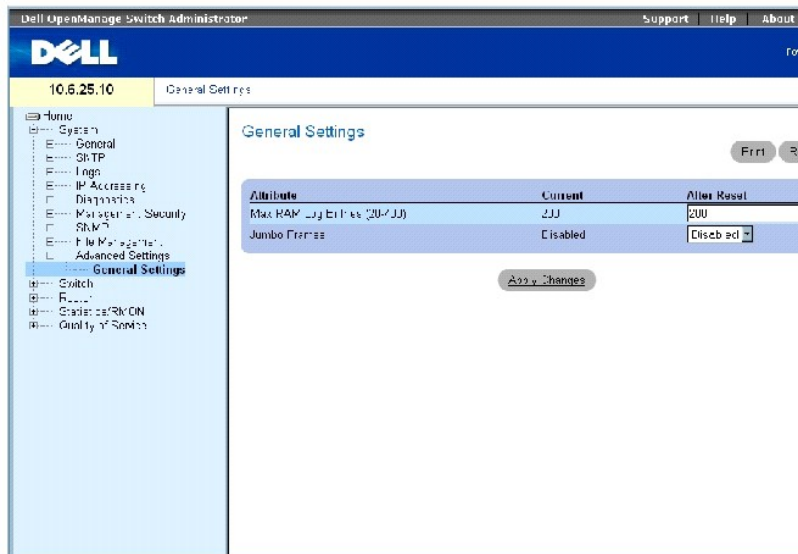 Dell OpenManage Switch Administrator
Support Help About
DELL
10.6.25.10
General Settings
Home
System
General
SNTP
Logs
IP Addressing
Diagnostics
Management Security
SNMP
File Management
Advanced Settings
General Settings
Switch
Router
Statistics/RMON
Quality of Service
General Settings
Print
Attribute Current After Reset
Max RAM Log Entries (20-400) 200 200
Jumbo Frames Disabled Disabled
Apply Changes